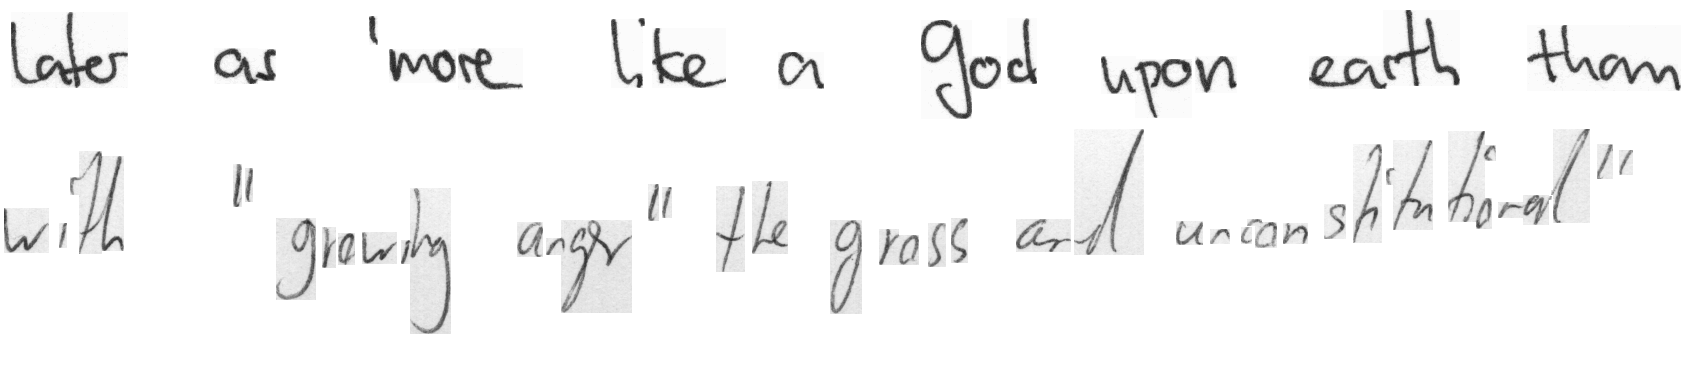 later as 'more like a god upon earth than
with "growing anger" the gross and unconstitutional"